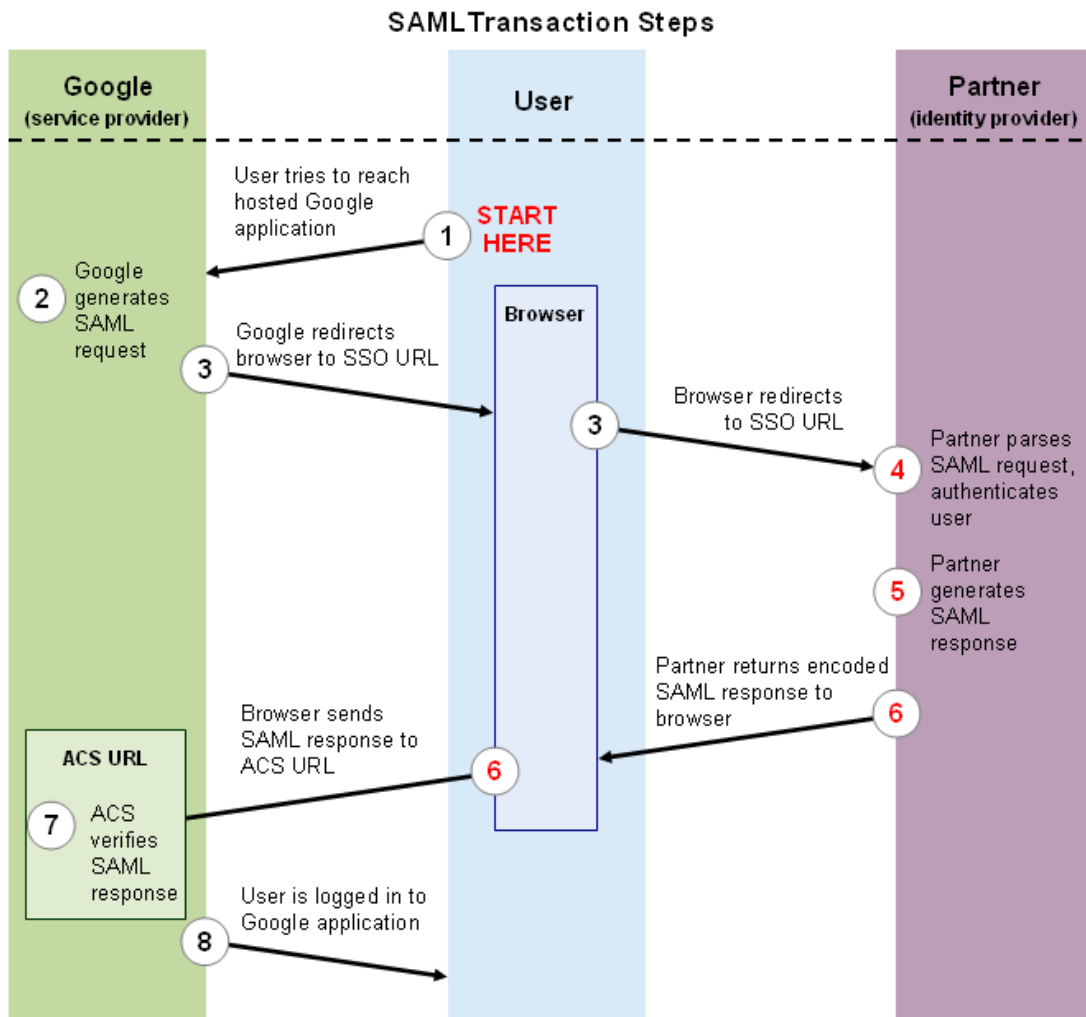 SAML Transaction Steps
Google
(service provider)
User
Partner
(identity provider)
User tries to reach
hosted Google
application
1
START
HERE
2
Google
generates
SAML
request
Browser
3
Google redirects
browser to SSO URL
3
Browser redirects
to SSO URL
4
Partner parses
SAML request,
authenticates
user
5
Partner
generates
SAML
response
Partner returns encoded
SAML response to
browser
6
Browser sends
SAML response to
ACS URL
6
ACS URL
7
ACS
verifies
SAML
response
User is logged in to
Google application
8